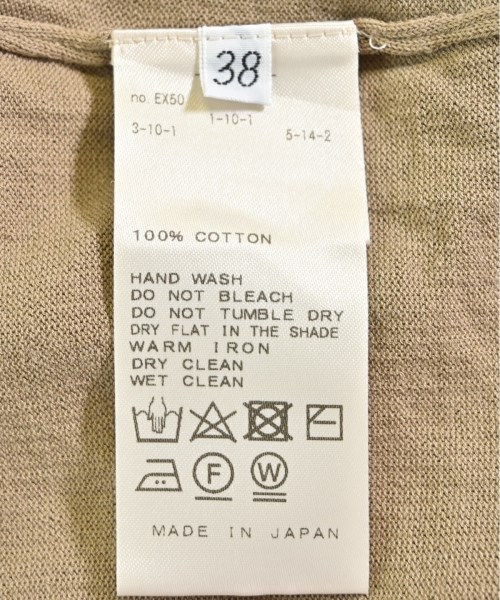 38
no. EX50
1-10-1
3-10-1
5-14-2
100% COTTON
HAND WASH
DO NOT BLEACH
DO NOT TUMBLE DRY
DRY FLAT IN THE SHADE
WARM IRON
DRY CLEAN
WET CLEAN
F W
MADE IN JAPAN